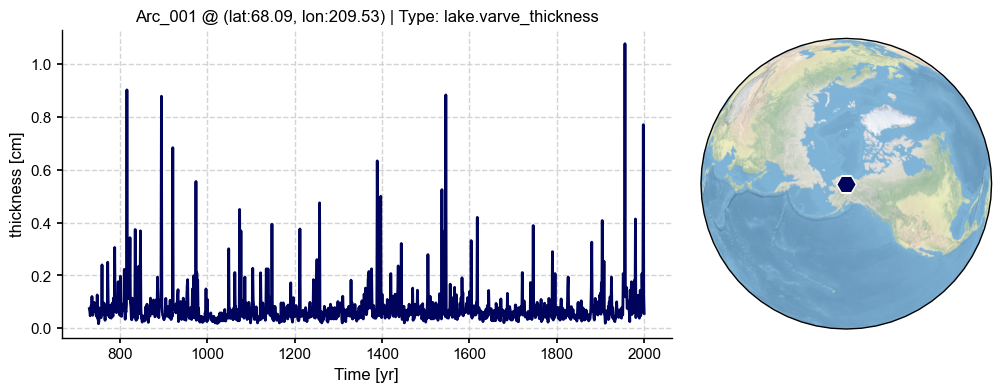 Arc_001 @ (lat:68.09, lon:209.53) | Type: lake.varve_thickness
thickness [cm]
1.0
0.8
0.6
0.4
0.2
0.0
800 1000 1200 1400 1600 1800 2000
Time [yr]